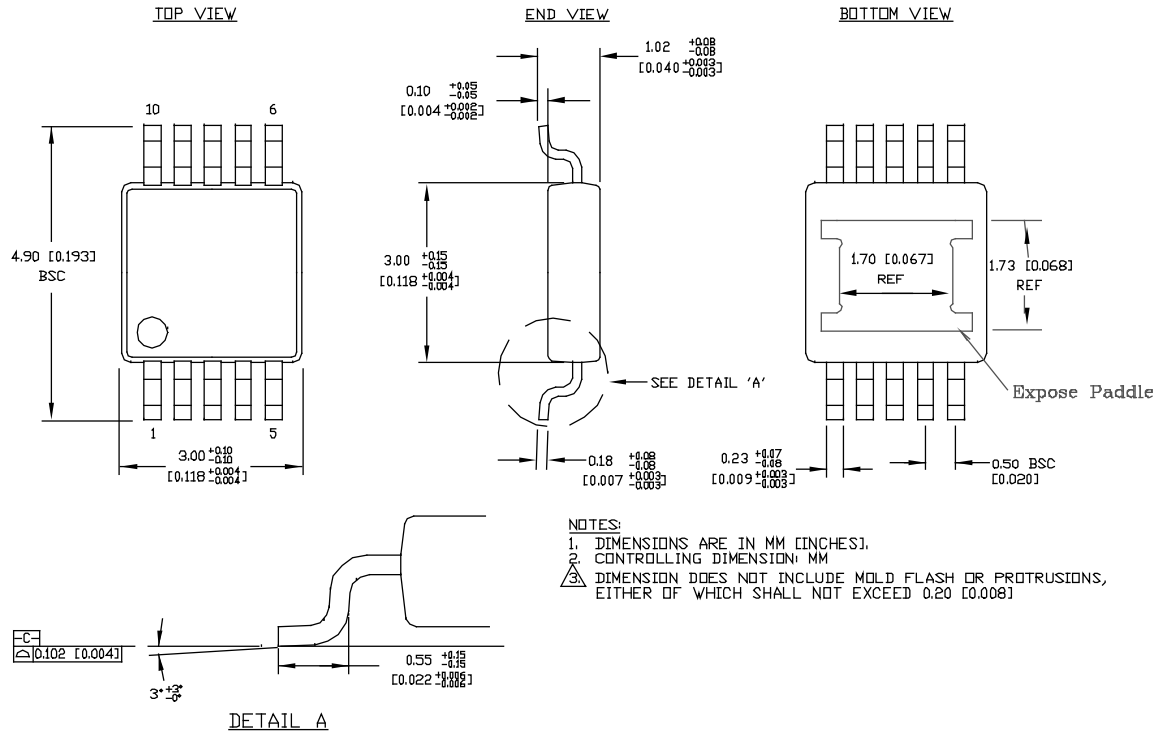 TOP VIEW
END VIEW
BOTTOM VIEW
1.02 +0.08 -0.08
[0.040 +0.003 -0.003]
0.10 +0.05 -0.05
[0.004 +0.002 -0.002]
10
6
4.90 [0.193]
BSC
3.00 +0.15 -0.15
[0.118 +0.004 -0.004]
1.70 [0.067]
REF
1.73 [0.068]
REF
SEE DETAIL 'A'
Expose Paddle
1
5
3.00 +0.10 -0.10
[0.118 +0.004 -0.004]
0.18 +0.08 -0.08
[0.007 +0.003 -0.003]
0.23 +0.07 -0.08
[0.009 +0.003 -0.003]
0.50 BSC
[0.020]
NOTES:
1. DIMENSIONS ARE IN MM [INCHES].
2. CONTROLLING DIMENSION: MM
3. DIMENSION DOES NOT INCLUDE MOLD FLASH OR PROTRUSIONS,
EITHER OF WHICH SHALL NOT EXCEED 0.20 [0.008]
-C-
0.102 [0.004]
0.55 +0.15 -0.15
[0.022 +0.006 -0.006]
3° +3° -0°
DETAIL A